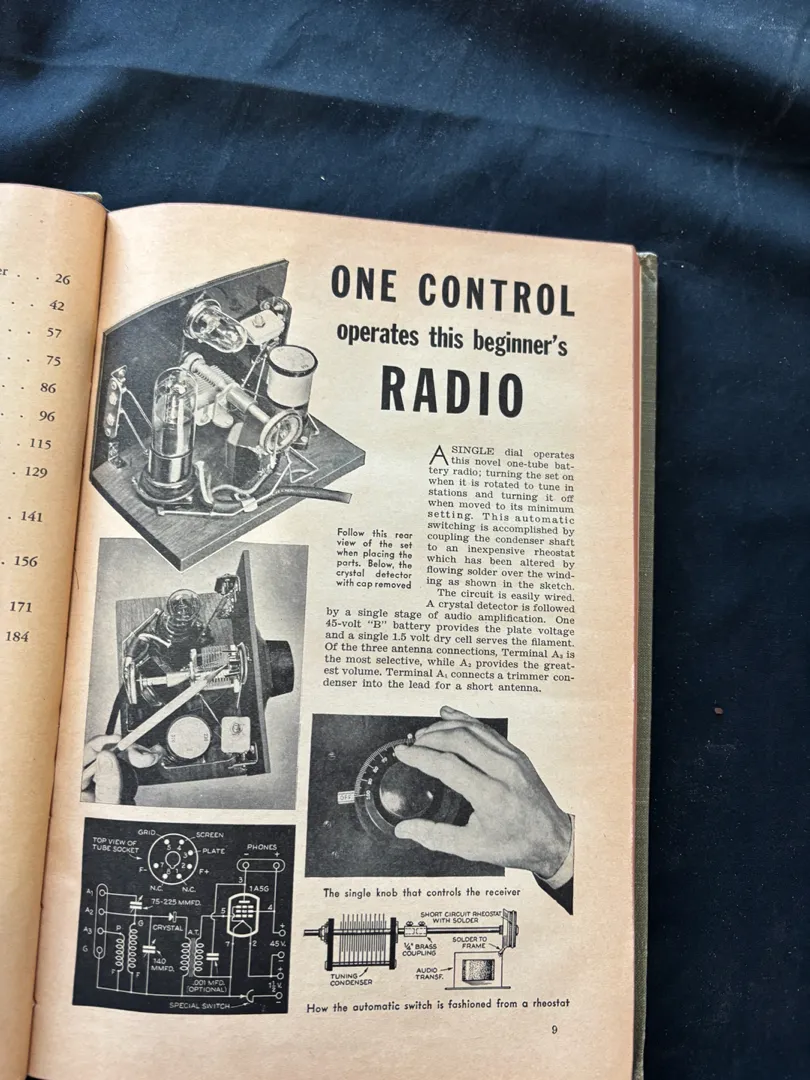 er . . 26
. . 42
. . 57
. . 75
. . 86
. . 96
. 115
. 129
. 141
. 156
171
184
ONE CONTROL
operates this beginner's
RADIO
A SINGLE dial operates
this novel one-tube bat-
tery radio; turning the set on
when it is rotated to tune in
stations and turning it off
when moved to its minimum
setting. This automatic
switching is accomplished by
coupling the condenser shaft
to an inexpensive rheostat
which has been altered by
flowing solder over the wind-
ing as shown in the sketch.
The circuit is easily wired.
A crystal detector is followed
by a single stage of audio amplification. One
45-volt "B" battery provides the plate voltage
and a single 1.5 volt dry cell serves the filament.
Of the three antenna connections, Terminal A₃ is
the most selective, while A₂ provides the great-
est volume. Terminal A₁ connects a trimmer con-
denser into the lead for a short antenna.
Follow this rear
view of the set
when placing the
parts. Below, the
crystal detector
with cap removed
OFF
The single knob that controls the receiver
GRID
SCREEN
TOP VIEW OF
TUBE SOCKET
PLATE
F-
F+
N.C.
N.C.
PHONES
- +
1A5G
3
5
4
7
2
A1
A2
A3
G
75-225 MMFD.
CRYSTAL
P
G
F
A.T.
140
MMFD.
.001 MFD.
(OPTIONAL)
45 V.
1½ V.
SPECIAL SWITCH
SHORT CIRCUIT RHEOSTAT
WITH SOLDER
¼" BRASS
COUPLING
SOLDER TO
FRAME
TUNING
CONDENSER
AUDIO
TRANSF.
How the automatic switch is fashioned from a rheostat
9